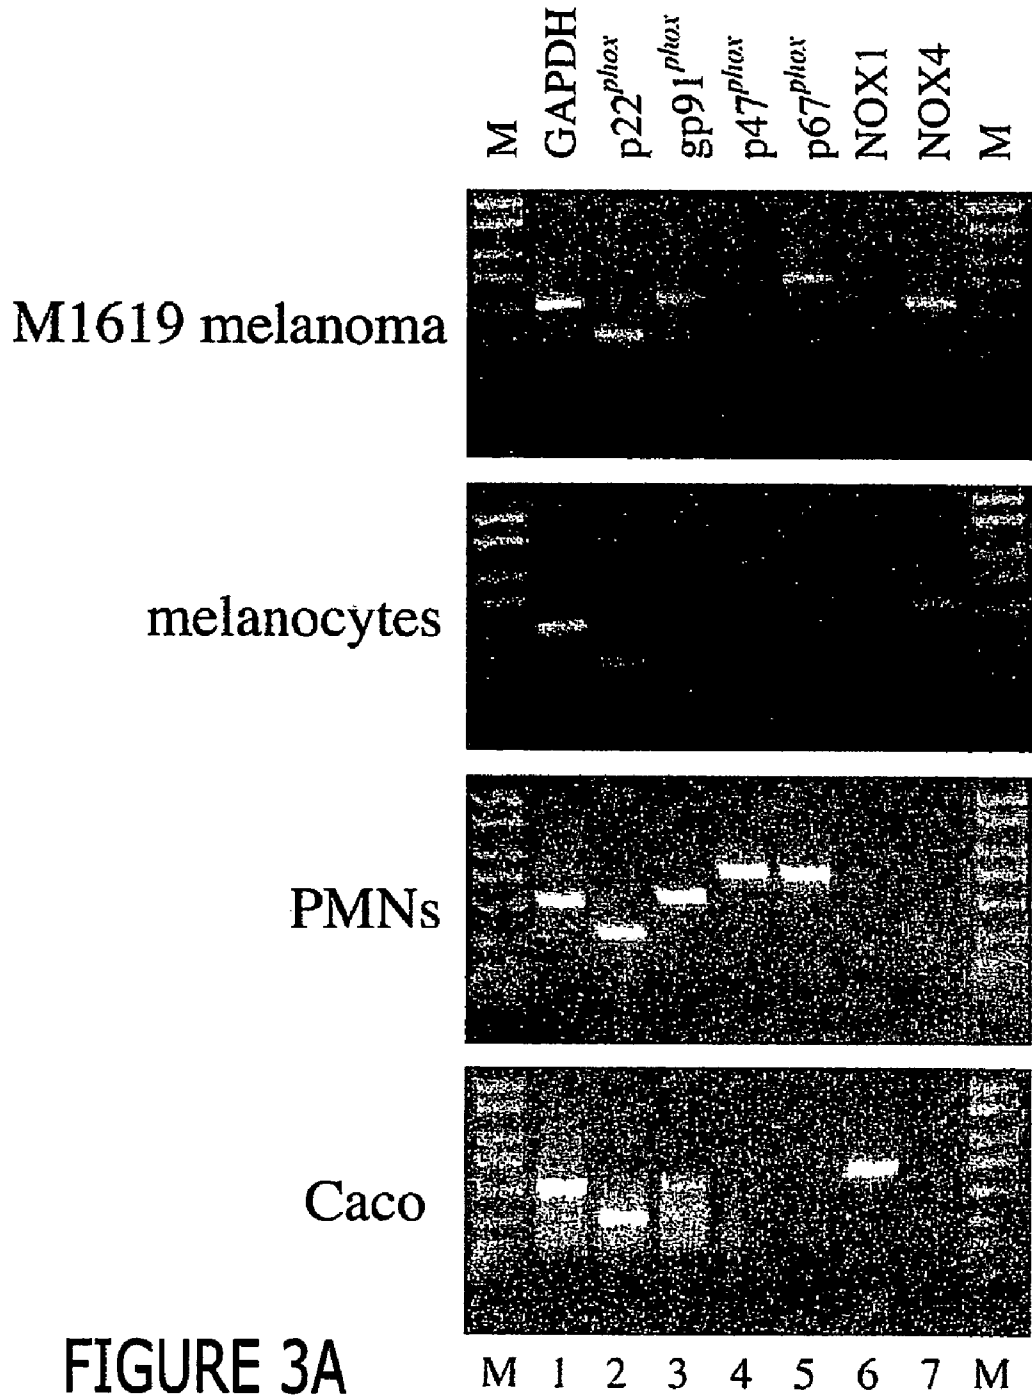 M GAPDH p22phox gp91phox p47phox p67phox NOX1 NOX4 M
M1619 melanoma
melanocytes
PMNs
Caco
M 1 2 3 4 5 6 7 M
FIGURE 3A